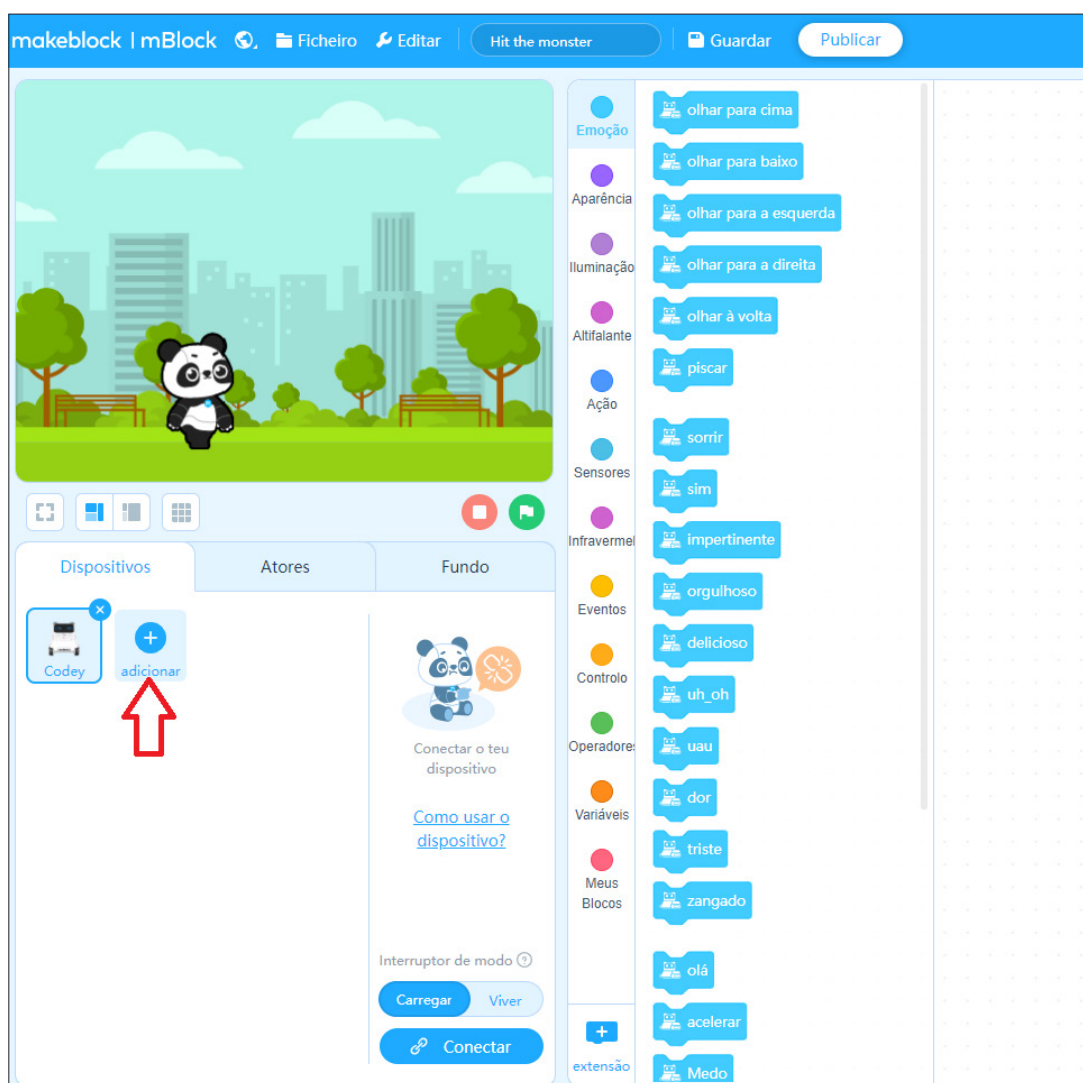 makeblock | mBlock Ficheiro Editar Hit the monster Guardar Publicar
Dispositivos Atores Fundo
Codey adicionar
Conectar o teu
dispositivo
Como usar o
dispositivo?
Interruptor de modo ?
Carregar Viver
Conectar
Emoção
Aparência
Iluminação
Altifalante
Ação
Sensores
Infravermel
Eventos
Controlo
Operadores
Variáveis
Meus
Blocos
extensão
olhar para cima
olhar para baixo
olhar para a esquerda
olhar para a direita
olhar à volta
piscar
sorrir
sim
impertinente
orgulhoso
delicioso
uh_oh
uau
dor
triste
zangado
olá
acelerar
Medo